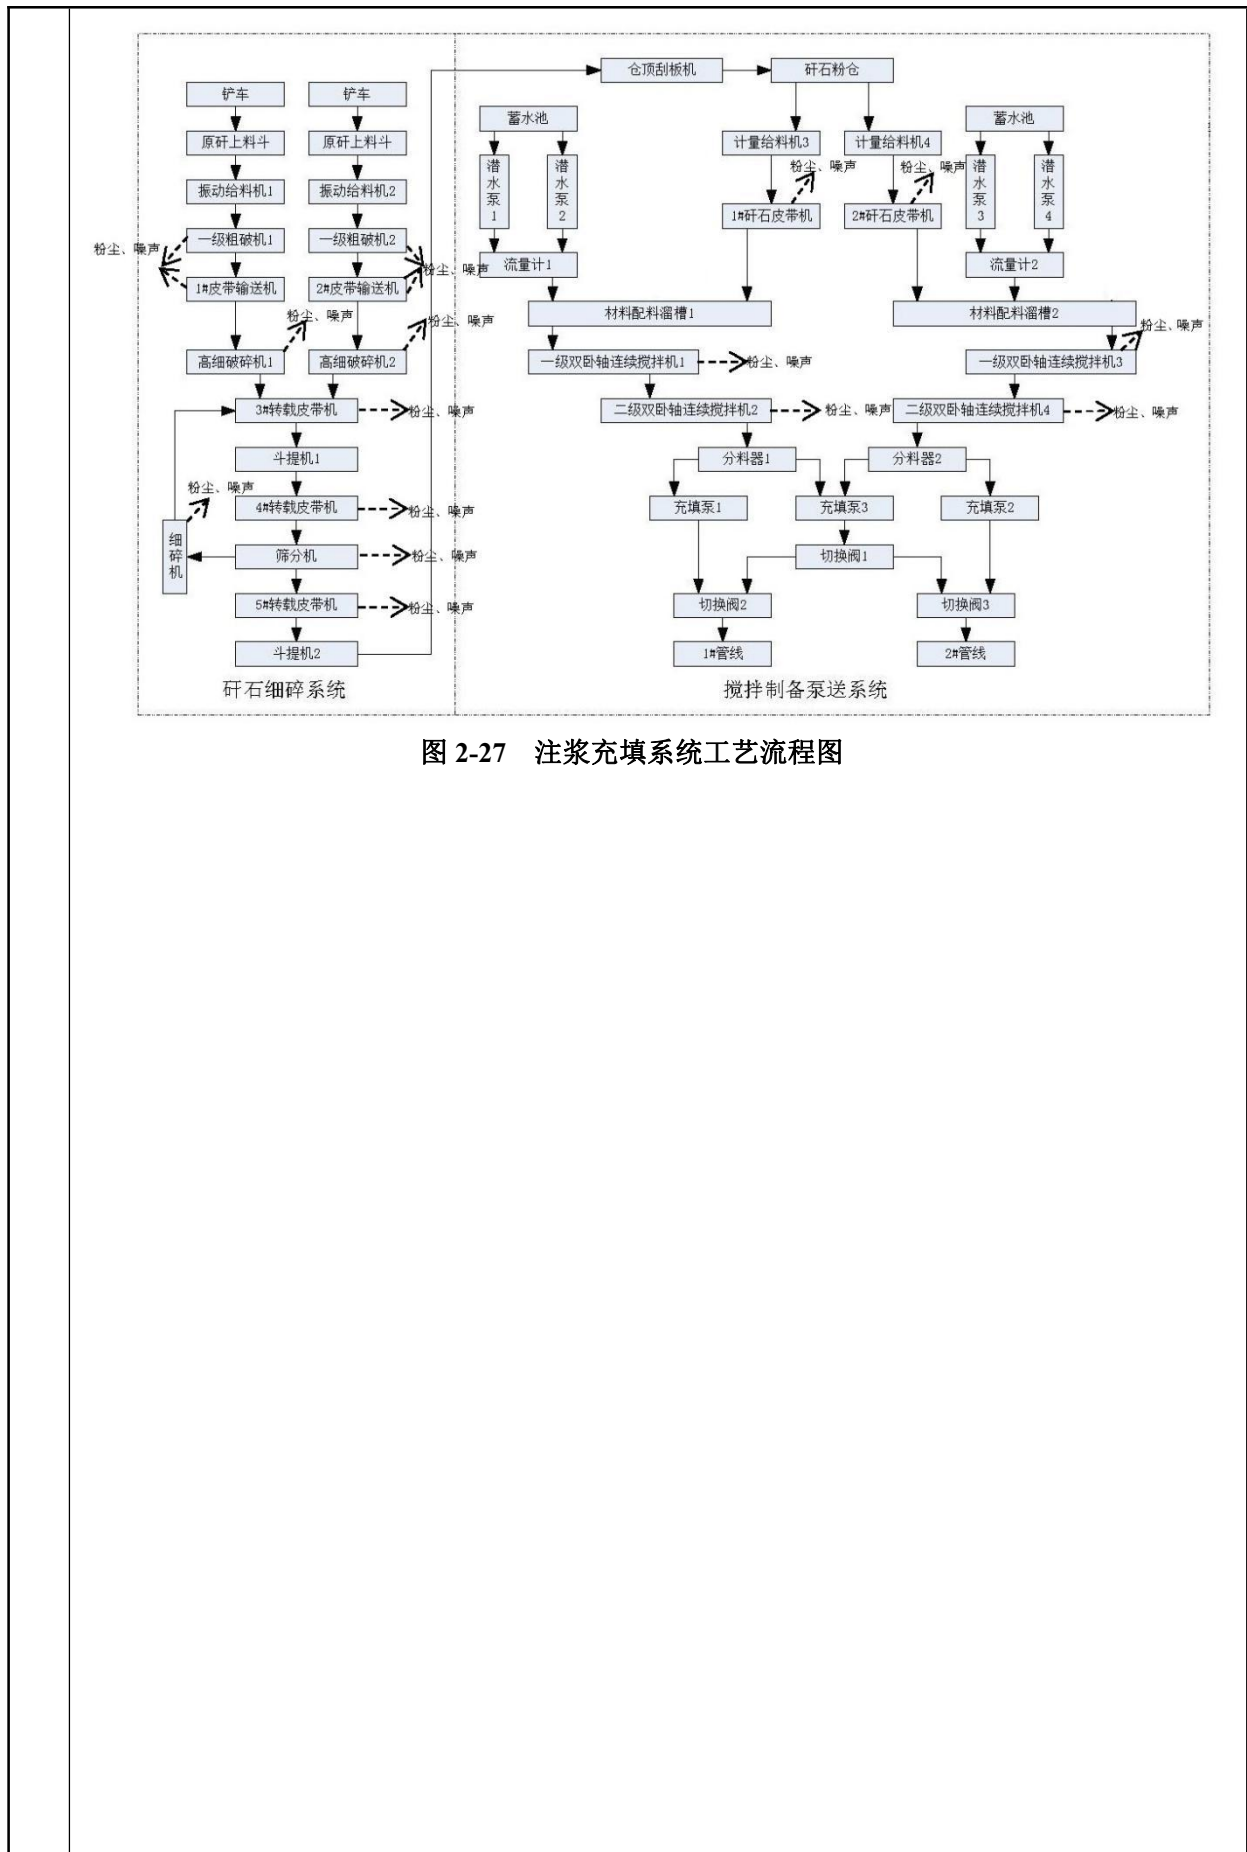 仓顶刮板机
矸石粉仓
铲车
铲车
蓄水池
蓄水池
原矸上料斗
原矸上料斗
计量给料机3
计量给料机4
粉尘、噪声
粉尘、噪声
振动给料机1
振动给料机2
潜水泵1
潜水泵2
潜水泵3
潜水泵4
1#矸石皮带机
2#矸石皮带机
一级粗破机1
一级粗破机2
粉尘、噪声
粉尘、噪声
流量计1
流量计2
1#皮带输送机
2#皮带输送机
粉尘、噪声
粉尘、噪声
材料配料溜槽1
材料配料溜槽2
粉尘、噪声
高细破碎机1
高细破碎机2
一级双卧轴连续搅拌机1
粉尘、噪声
一级双卧轴连续搅拌机3
3#转载皮带机
粉尘、噪声
二级双卧轴连续搅拌机2
粉尘、噪声
二级双卧轴连续搅拌机4
粉尘、噪声
斗提机1
分料器1
分料器2
粉尘、噪声
4#转载皮带机
粉尘、噪声
充填泵1
充填泵3
充填泵2
细碎机
筛分机
粉尘、噪声
切换阀1
5#转载皮带机
粉尘、噪声
切换阀2
切换阀3
斗提机2
1#管线
2#管线
矸石细碎系统
搅拌制备泵送系统
图 2-27 注浆充填系统工艺流程图